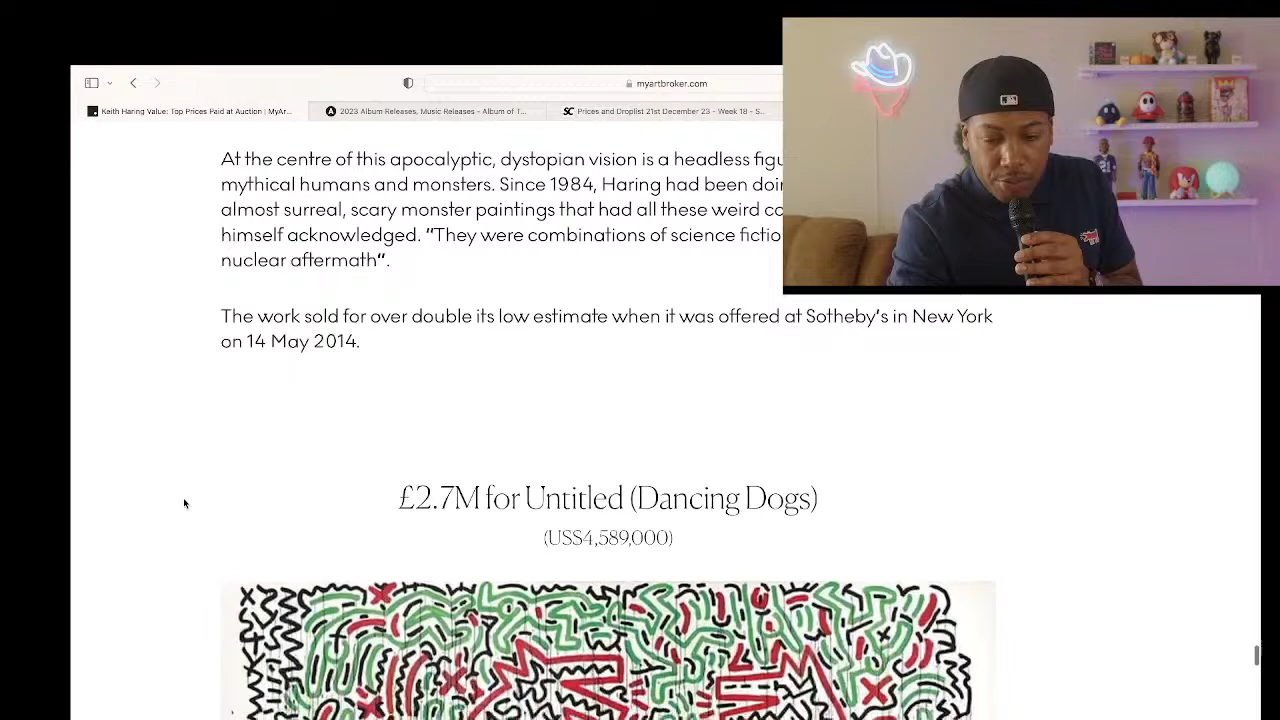 myartbroker.com
Keith Haring Value: Top Prices Paid at Auction | MyAr...
2023 Album Releases, Music Releases - Album of T...
SC Prices and Droplist 21st December 23 - Week 18 - S...
At the centre of this apocalyptic, dystopian vision is a headless figu
mythical humans and monsters. Since 1984, Haring had been doin
almost surreal, scary monster paintings that had all these weird co
himself acknowledged. “They were combinations of science fictio
nuclear aftermath“.
The work sold for over double its low estimate when it was offered at Sotheby’s in New York
on 14 May 2014.
£2.7M for Untitled (Dancing Dogs)
(US$4,589,000)